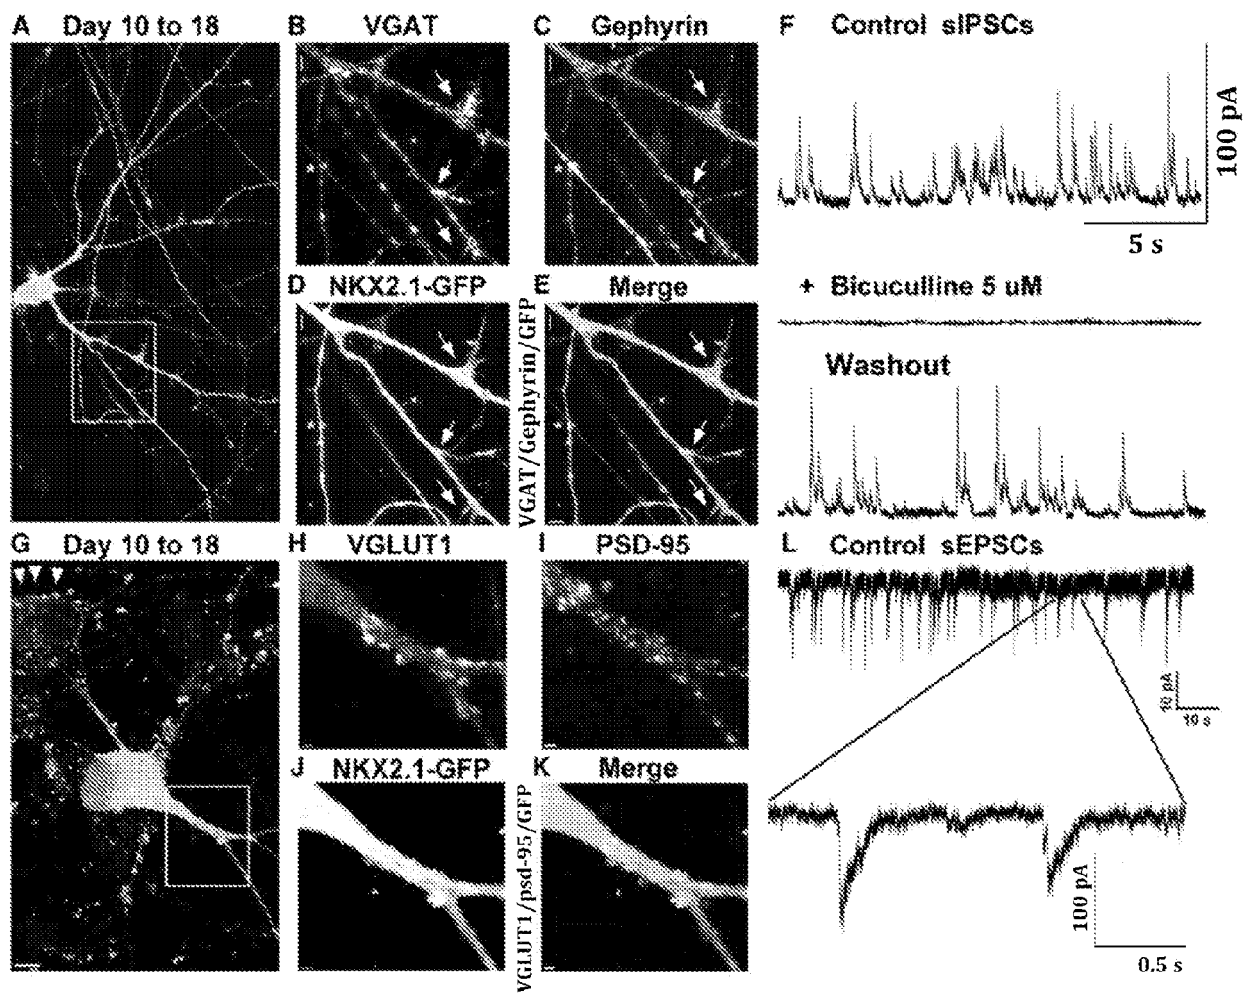 A Day 10 to 18
B VGAT
C Gephyrin
F Control sIPSCs
100 pA
5 s
D NKX2.1-GFP
E Merge
VGAT/Gephyrin/GFP
+ Bicuculline 5 uM
Washout
G Day 10 to 18
H VGLUT1
I PSD-95
L Control sEPSCs
10 pA
10 s
J NKX2.1-GFP
K Merge
VGLUT1/psd-95/GFP
100 pA
0.5 s